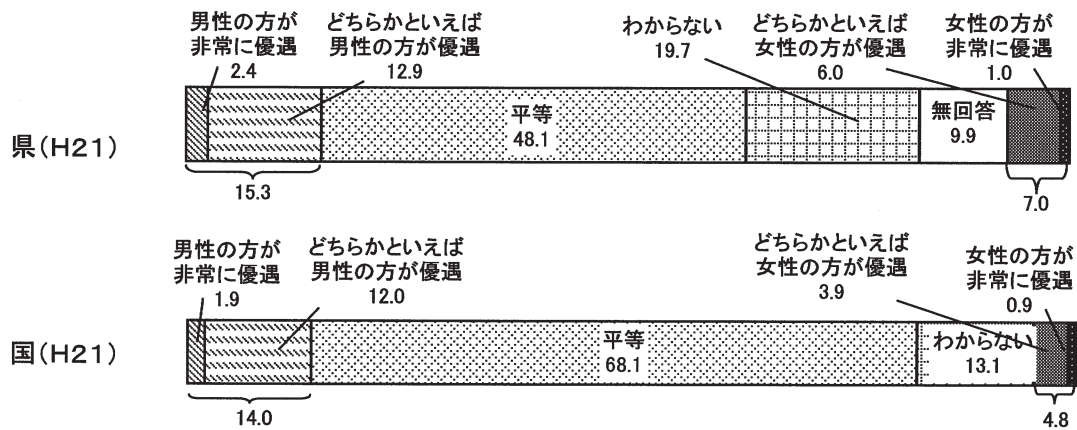 男性の方が
非常に優遇
2.4
どちらかといえば
男性の方が優遇
12.9
わからない
19.7
どちらかといえば
女性の方が優遇
6.0
女性の方が
非常に優遇
1.0
県(H21)
平等
48.1
無回答
9.9
15.3
7.0
男性の方が
非常に優遇
1.9
どちらかといえば
男性の方が優遇
12.0
どちらかといえば
女性の方が優遇
3.9
女性の方が
非常に優遇
0.9
国(H21)
平等
68.1
わからない
13.1
14.0
4.8